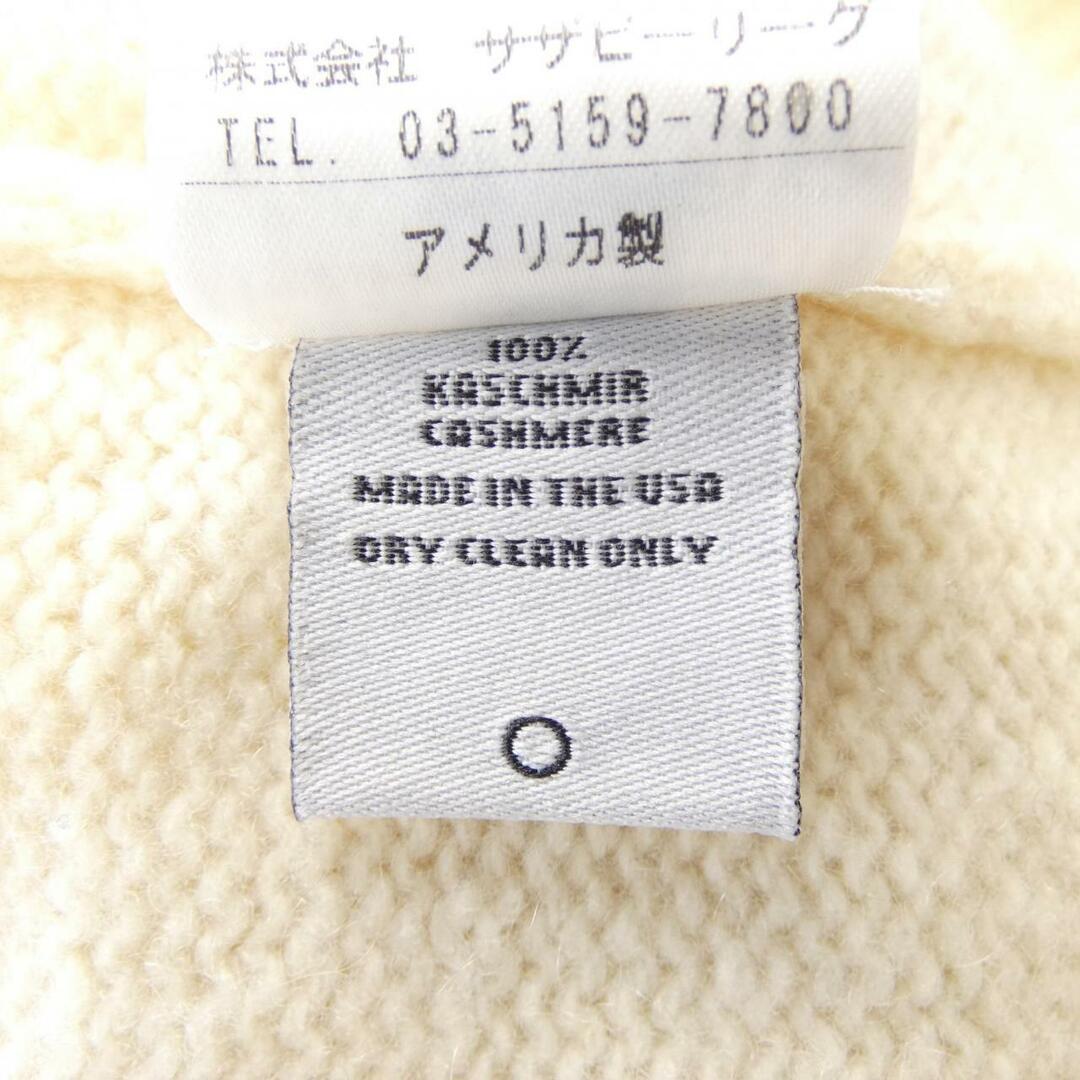 株式会社 サザビーリーグ
TEL. 03-5159-7800
アメリカ製
100%
KASCHMIR
CASHMERE
MADE IN THE USA
DRY CLEAN ONLY